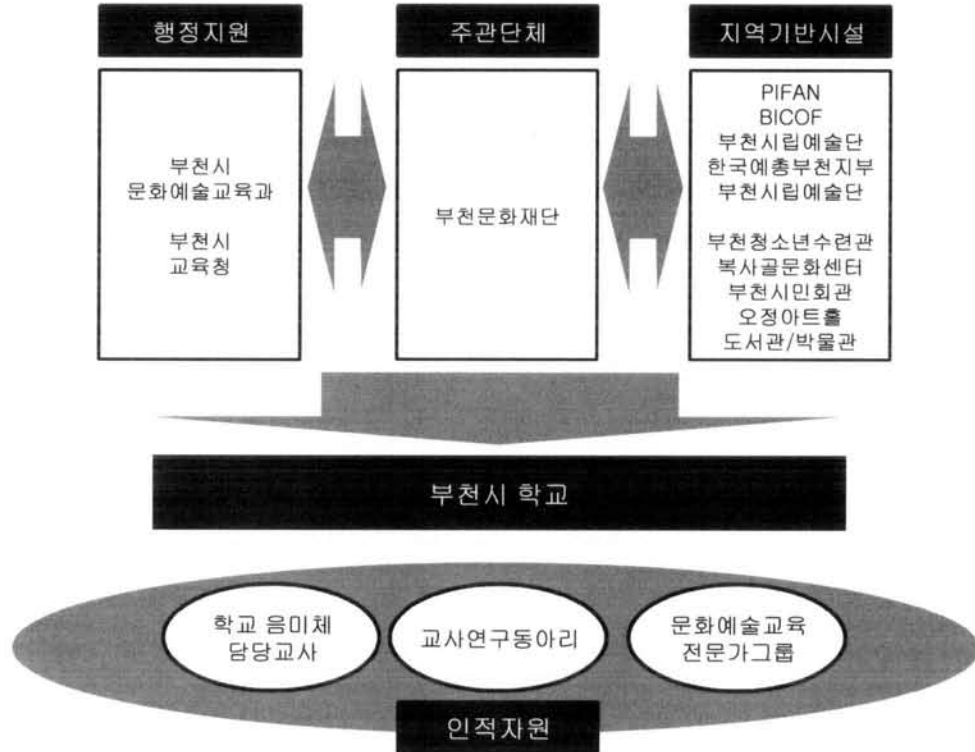 행정지원
부천시
문화예술교육과
부천시
교육청
주관단체
부천문화재단
지역기반시설
PIFAN
BICOF
부천시립예술단
한국예총부천지부
부천시립예술단
부천청소년수련관
복사골문화센터
부천시민회관
오정아트홀
도서관/박물관
부천시 학교
학교 음미체
담당교사
교사연구동아리
문화예술교육
전문가그룹
인적자원